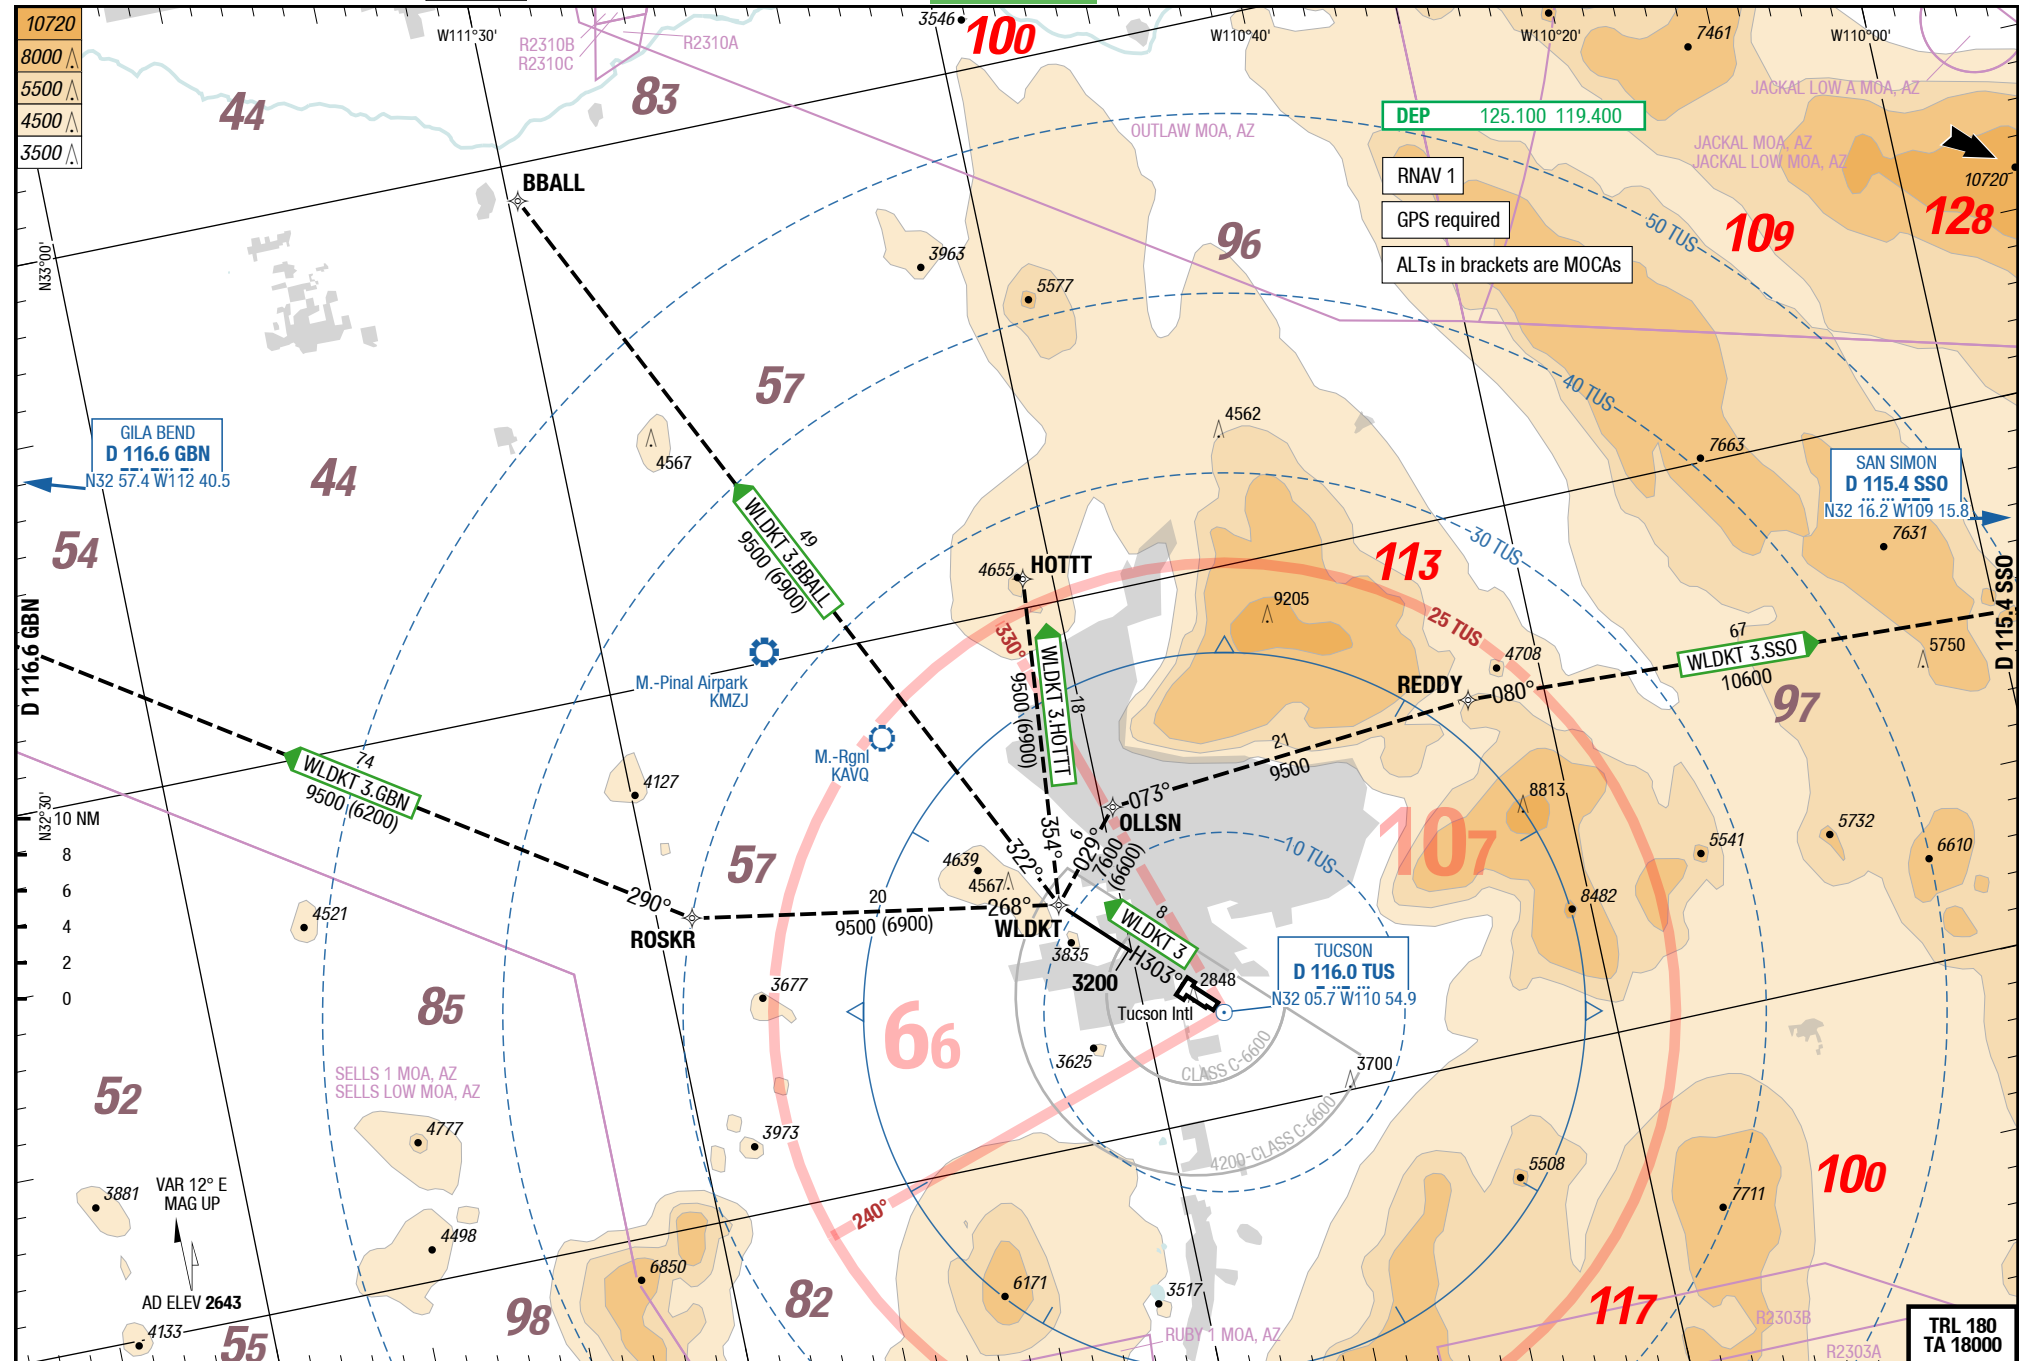 10720
8000
5500
4500
3500
W111°30'
R2310B
R2310C
R2310A
3546
100
W110°40'
W110°20'
7461
W110°00'
JACKAL LOW A MOA, AZ
44
83
OUTLAW MOA, AZ
DEP 125.100 119.400
JACKAL MOA, AZ
JACKAL LOW MOA, AZ
10720
RNAV 1
GPS required
ALTs in brackets are MOCAs
BBALL
N33°00'
3963
5577
96
50 TUS
109
128
57
40 TUS
4562
4567
GILA BEND
D 116.6 GBN
N32 57.4 W112 40.5
44
7663
SAN SIMON
D 115.4 SSO
N32 16.2 W109 15.8
7631
54
WLDKT 3.BBALL
49
9500 (6900)
30 TUS
113
4655
HOTTT
9205
25 TUS
D 116.6 GBN
D 115.4 SSO
330°
WLDKT 3.HOTTT
18
9500 (6900)
354°
4708
REDDY
080°
67
WLDKT 3.SSO
10600
5750
97
M.-Pinal Airpark
KMZJ
M.-Rgnl
KAVQ
74
WLDKT 3.GBN
9500 (6200)
4127
21
9500
073°
OLLSN
8813
107
N32°30'
10 NM
8
6
4
2
0
57
322°
029°
9
7600
(6600)
10 TUS
5541
5732
6610
4639
4567
8482
4521
290°
ROSKR
20
9500 (6900)
268°
WLDKT
3835
8
WLDKT 3
H303°
3200
2848
Tucson Intl
TUCSON
D 116.0 TUS
N32 05.7 W110 54.9
3677
85
66
3625
CLASS C-6600
3700
4200-CLASS C-6600
SELLS 1 MOA, AZ
SELLS LOW MOA, AZ
52
4777
3973
3881
VAR 12° E
MAG UP
4498
240°
5508
7711
100
6850
AD ELEV 2643
4133
55
98
82
6171
3517
RUBY 1 MOA, AZ
117
R2303B
R2303A
TRL 180
TA 18000